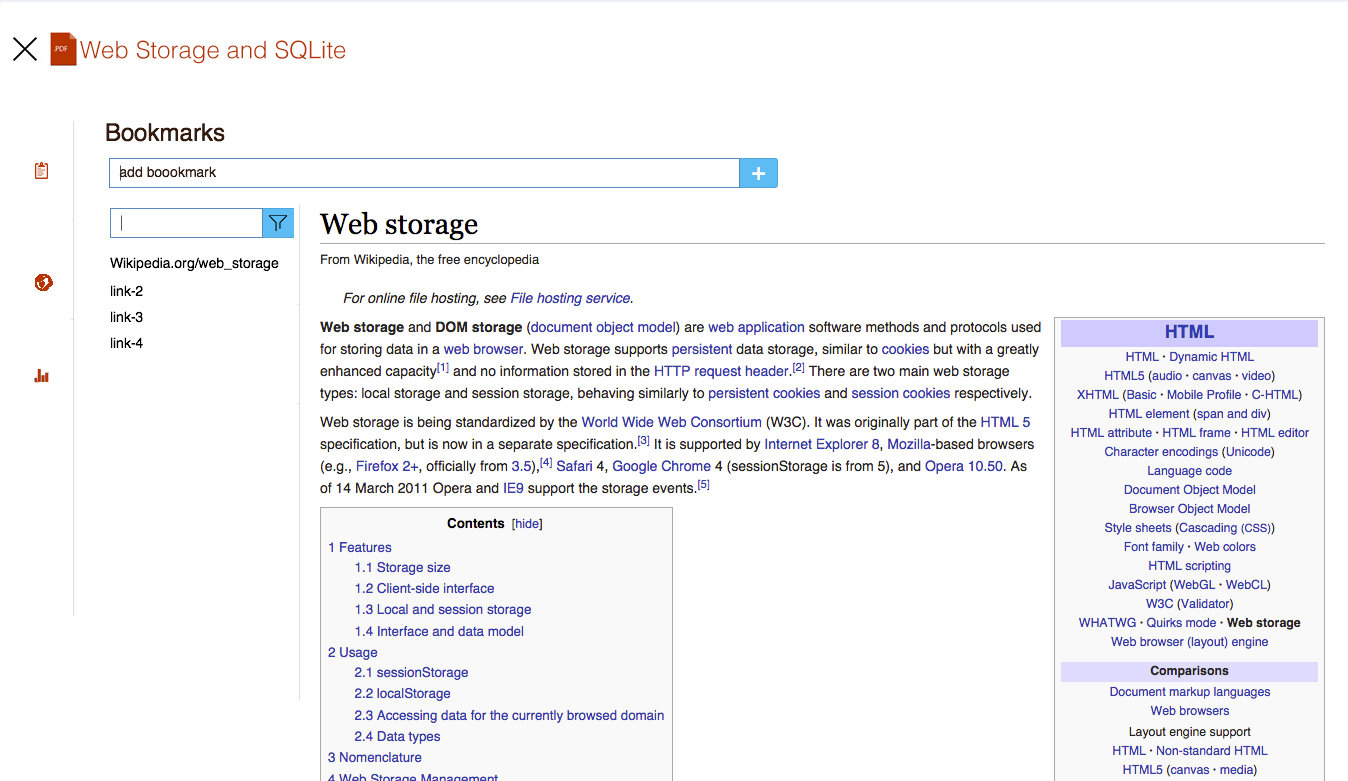 .PDF Web Storage and SQLite
Bookmarks
add boookmark
+
Wikipedia.org/web_storage
link-2
link-3
link-4
Web storage
From Wikipedia, the free encyclopedia
For online file hosting, see File hosting service.
Web storage and DOM storage (document object model) are web application software methods and protocols used
for storing data in a web browser. Web storage supports persistent data storage, similar to cookies but with a greatly
enhanced capacity[1] and no information stored in the HTTP request header.[2] There are two main web storage
types: local storage and session storage, behaving similarly to persistent cookies and session cookies respectively.
Web storage is being standardized by the World Wide Web Consortium (W3C). It was originally part of the HTML 5
specification, but is now in a separate specification.[3] It is supported by Internet Explorer 8, Mozilla-based browsers
(e.g., Firefox 2+, officially from 3.5),[4] Safari 4, Google Chrome 4 (sessionStorage is from 5), and Opera 10.50. As
of 14 March 2011 Opera and IE9 support the storage events.[5]
Contents [hide]
1 Features
1.1 Storage size
1.2 Client-side interface
1.3 Local and session storage
1.4 Interface and data model
2 Usage
2.1 sessionStorage
2.2 localStorage
2.3 Accessing data for the currently browsed domain
2.4 Data types
3 Nomenclature
4 Web Storage Management
HTML
HTML · Dynamic HTML
HTML5 (audio · canvas · video)
XHTML (Basic · Mobile Profile · C-HTML)
HTML element (span and div)
HTML attribute · HTML frame · HTML editor
Character encodings (Unicode)
Language code
Document Object Model
Browser Object Model
Style sheets (Cascading (CSS))
Font family · Web colors
HTML scripting
JavaScript (WebGL · WebCL)
W3C (Validator)
WHATWG · Quirks mode · Web storage
Web browser (layout) engine
Comparisons
Document markup languages
Web browsers
Layout engine support
HTML · Non-standard HTML
HTML5 (canvas · media)